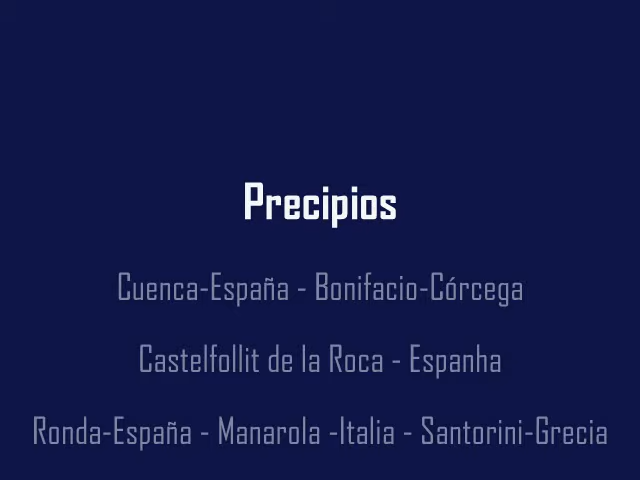 Precipios
Cuenca-España - Bonifacio-Córcega
Castelfollit de la Roca - Espanha
Ronda-España - Manarola -Italia - Santorini-Grecia